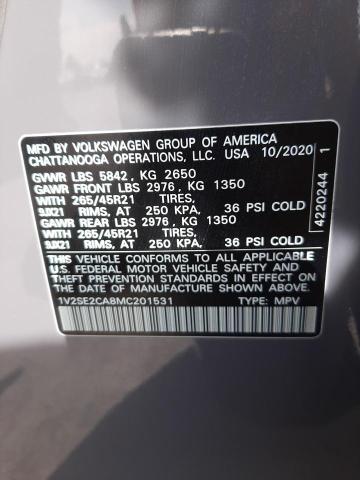 MFD BY VOLKSWAGEN GROUP OF AMERICA
CHATTANOOGA OPERATIONS, LLC. USA 10/2020
GVWR LBS 5842, KG 2650
GAWR FRONT LBS 2976, KG 1350
WITH 265/45R21 TIRES,
9JX21 RIMS, AT 250 KPA, 36 PSI COLD
GAWR REAR LBS 2976, KG 1350
WITH 265/45R21 TIRES,
9JX21 RIMS, AT 250 KPA, 36 PSI COLD
THIS VEHICLE CONFORMS TO ALL APPLICABLE
U.S. FEDERAL MOTOR VEHICLE SAFETY AND
THEFT PREVENTION STANDARDS IN EFFECT ON
THE DATE OF MANUFACTURE SHOWN ABOVE.
1V2SE2CA8MC201531 TYPE: MPV
4220244 1